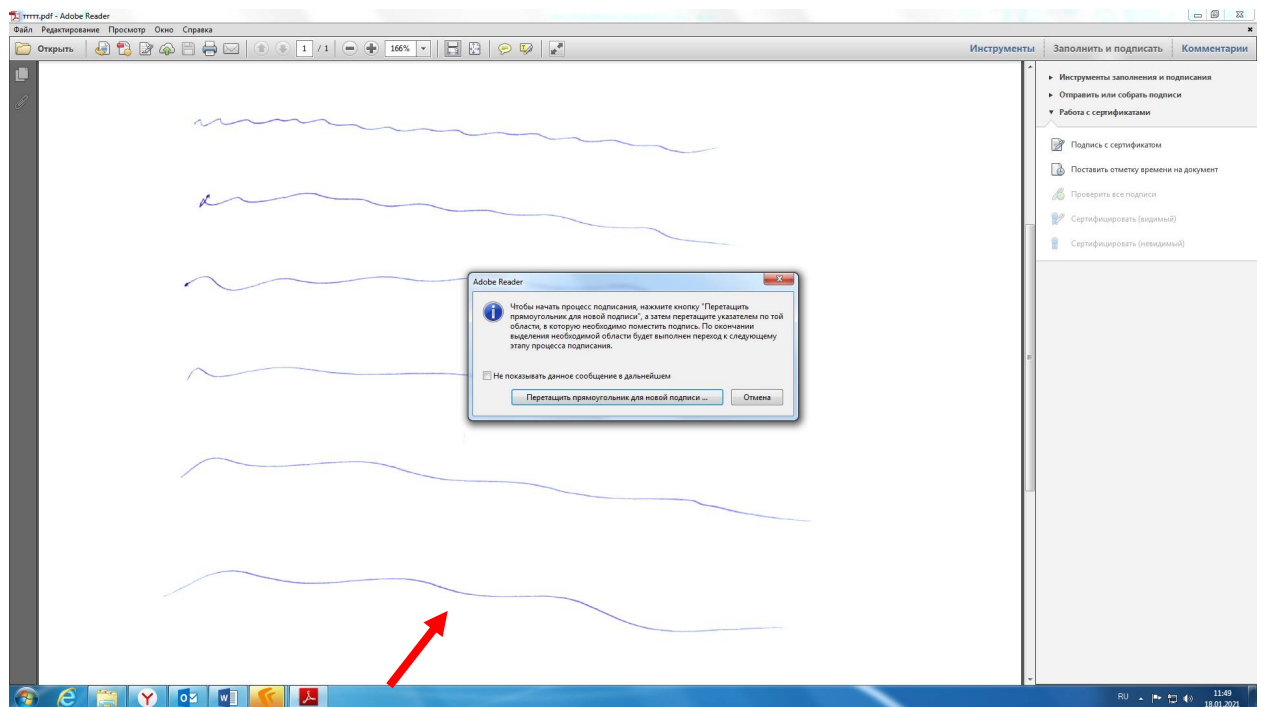 ттттт.pdf - Adobe Reader
Файл Редактирование Просмотр Окно Справка
Открыть 1 / 1 166% Инструменты Заполнить и подписать Комментарии
Инструменты заполнения и подписания
Отправить или собрать подписи
Работа с сертификатами
Подпись с сертификатом
Поставить отметку времени на документ
Проверить все подписи
Сертифицировать (видимый)
Сертифицировать (невидимый)
Adobe Reader
Чтобы начать процесс подписания, нажмите кнопку "Перетащить
прямоугольник для новой подписи", а затем перетащите указателем по той
области, в которую необходимо поместить подпись. По окончании
выделения необходимой области будет выполнен переход к следующему
этапу процесса подписания.
Не показывать данное сообщение в дальнейшем
Перетащить прямоугольник для новой подписи ... Отмена
RU 11:49
18.01.2021